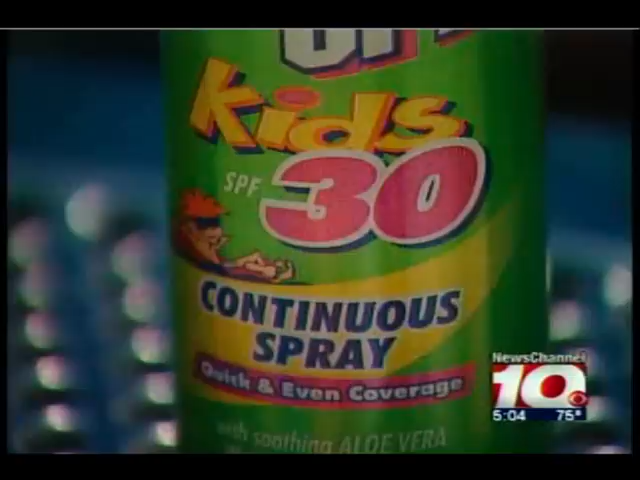 kids
SPF 30
CONTINUOUS
SPRAY
Quick & Even Coverage
with soothing ALOE VERA
NewsChannel
10
5:04 75°